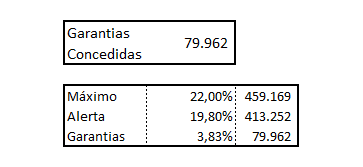 Garantias
Concedidas 79.962
Máximo 22,00% 459.169
Alerta 19,80% 413.252
Garantias 3,83% 79.962